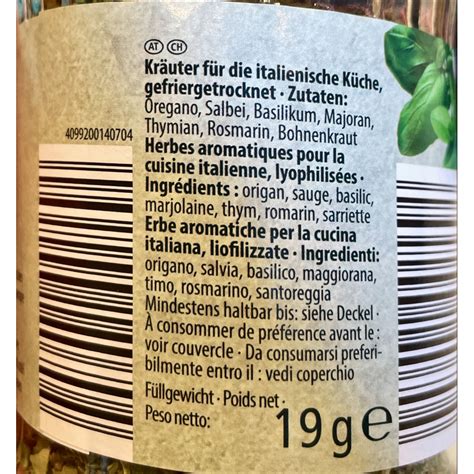 AT CH
Kräuter für die italienische Küche,
gefriergetrocknet · Zutaten:
Oregano, Salbei, Basilikum, Majoran,
Thymian, Rosmarin, Bohnenkraut
4099200140704
Herbes aromatiques pour la
cuisine italienne, lyophilisées ·
Ingrédients : origan, sauge, basilic,
marjolaine, thym, romarin, sarriette
Erbe aromatiche per la cucina
italiana, liofilizzate · Ingredienti:
origano, salvia, basilico, maggiorana,
timo, rosmarino, santoreggia
Mindestens haltbar bis: siehe Deckel ·
À consommer de préférence avant le :
voir couvercle · Da consumarsi preferi-
bilmente entro il : vedi coperchio
Füllgewicht · Poids net ·
Peso netto: 19 g e